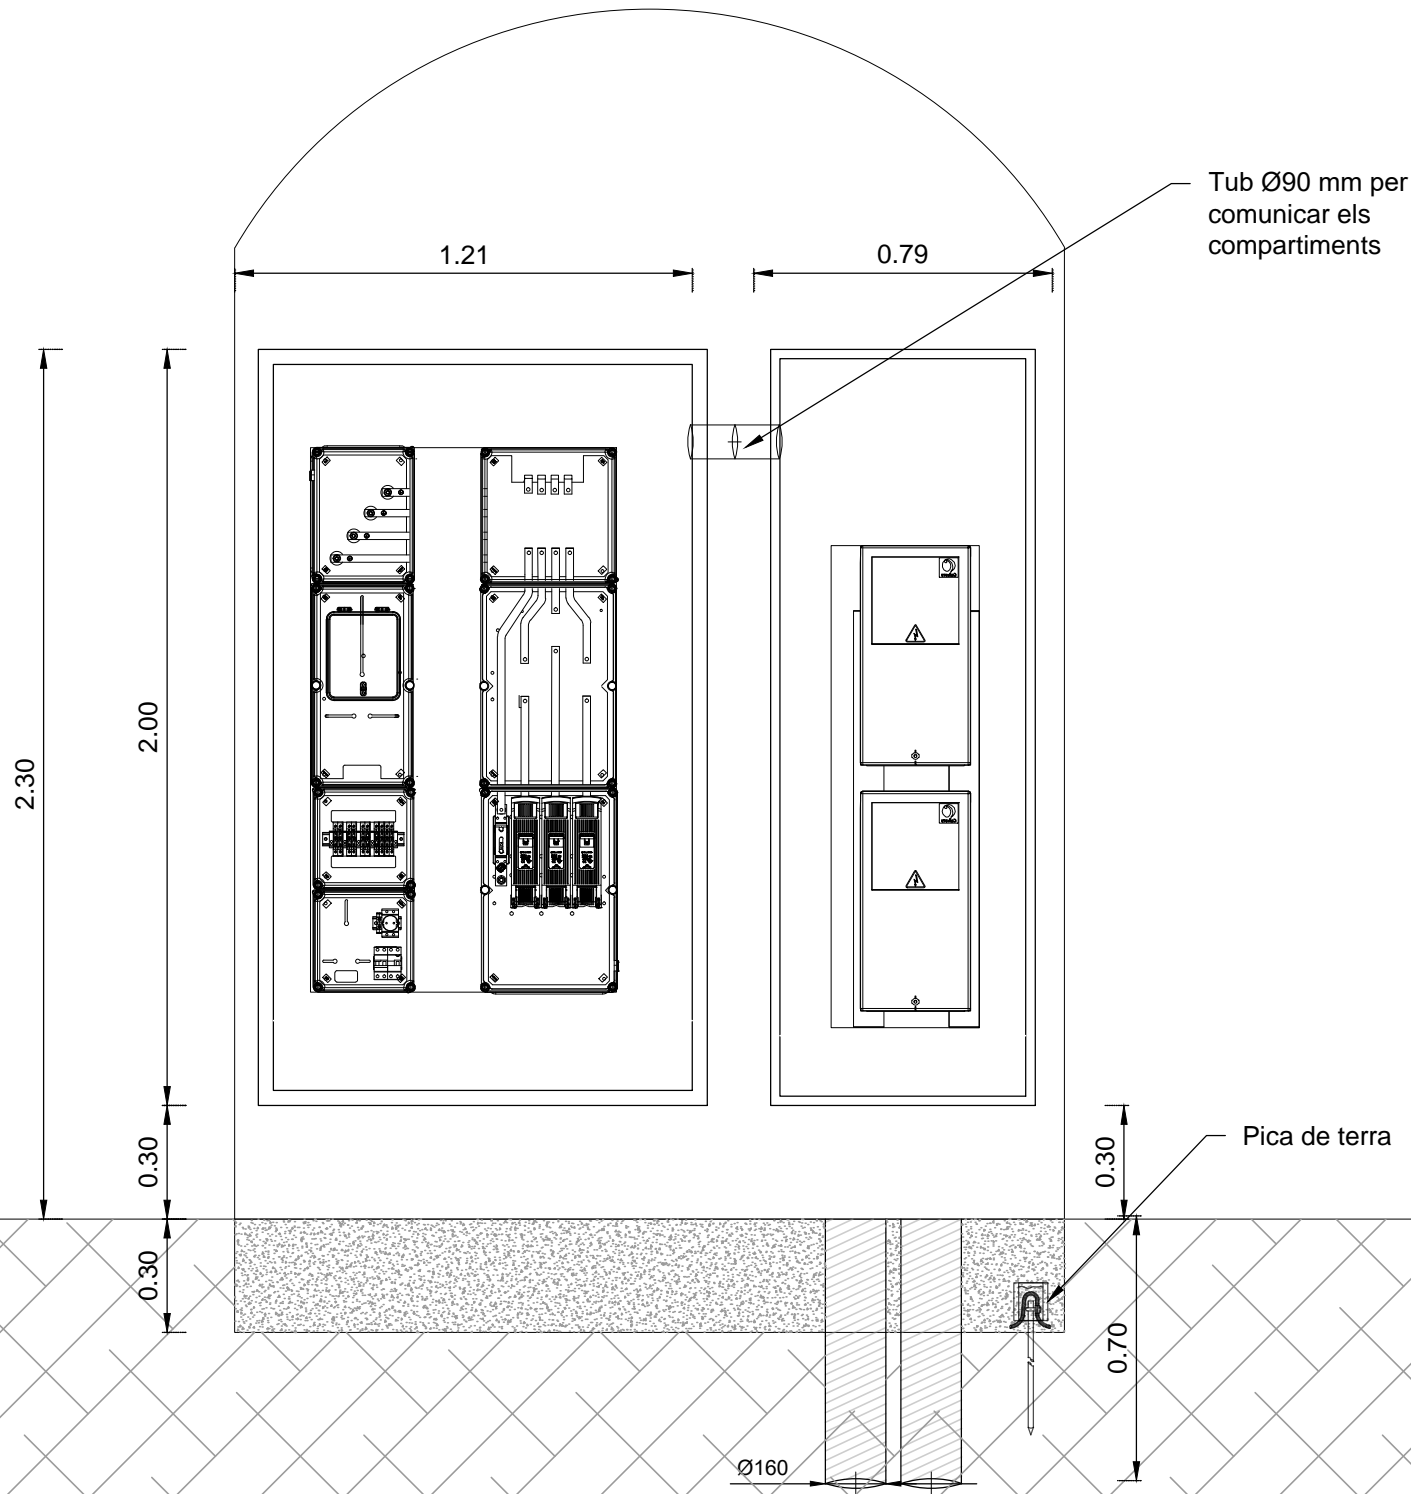 Tub Ø90 mm per
comunicar els
compartiments
1.21
0.79
2.30
2.00
0.30
0.30
0.30
Pica de terra
0.70
Ø160